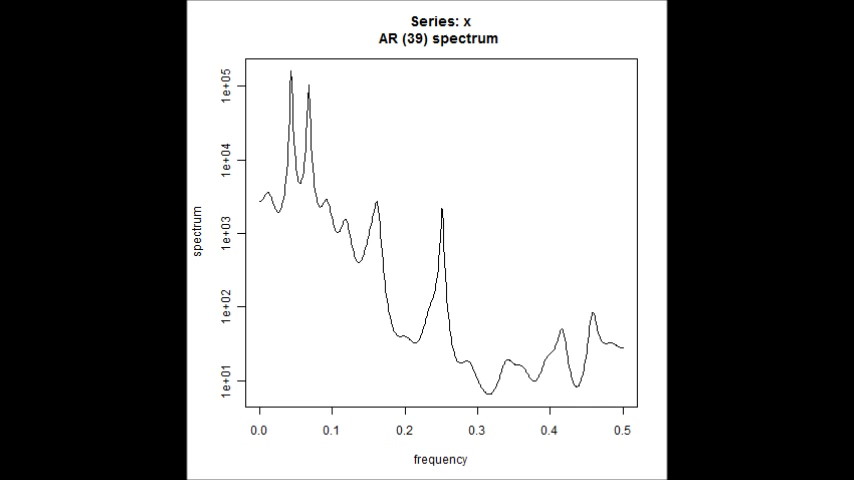 Series: x
AR (39) spectrum
spectrum
1e+05
1e+04
1e+03
1e+02
1e+01
0.0 0.1 0.2 0.3 0.4 0.5
frequency